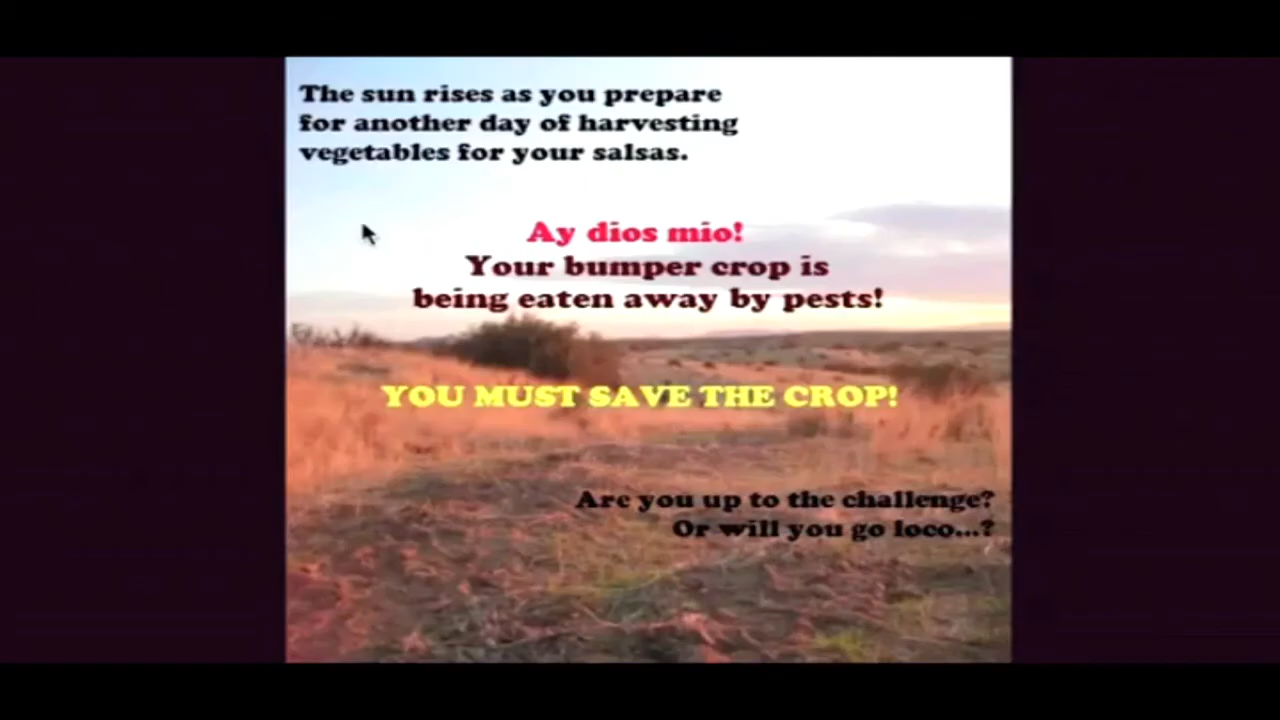 The sun rises as you prepare
for another day of harvesting
vegetables for your salsas.
Ay dios mio!
Your bumper crop is
being eaten away by pests!
YOU MUST SAVE THE CROP!
Are you up to the challenge?
Or will you go loco...?